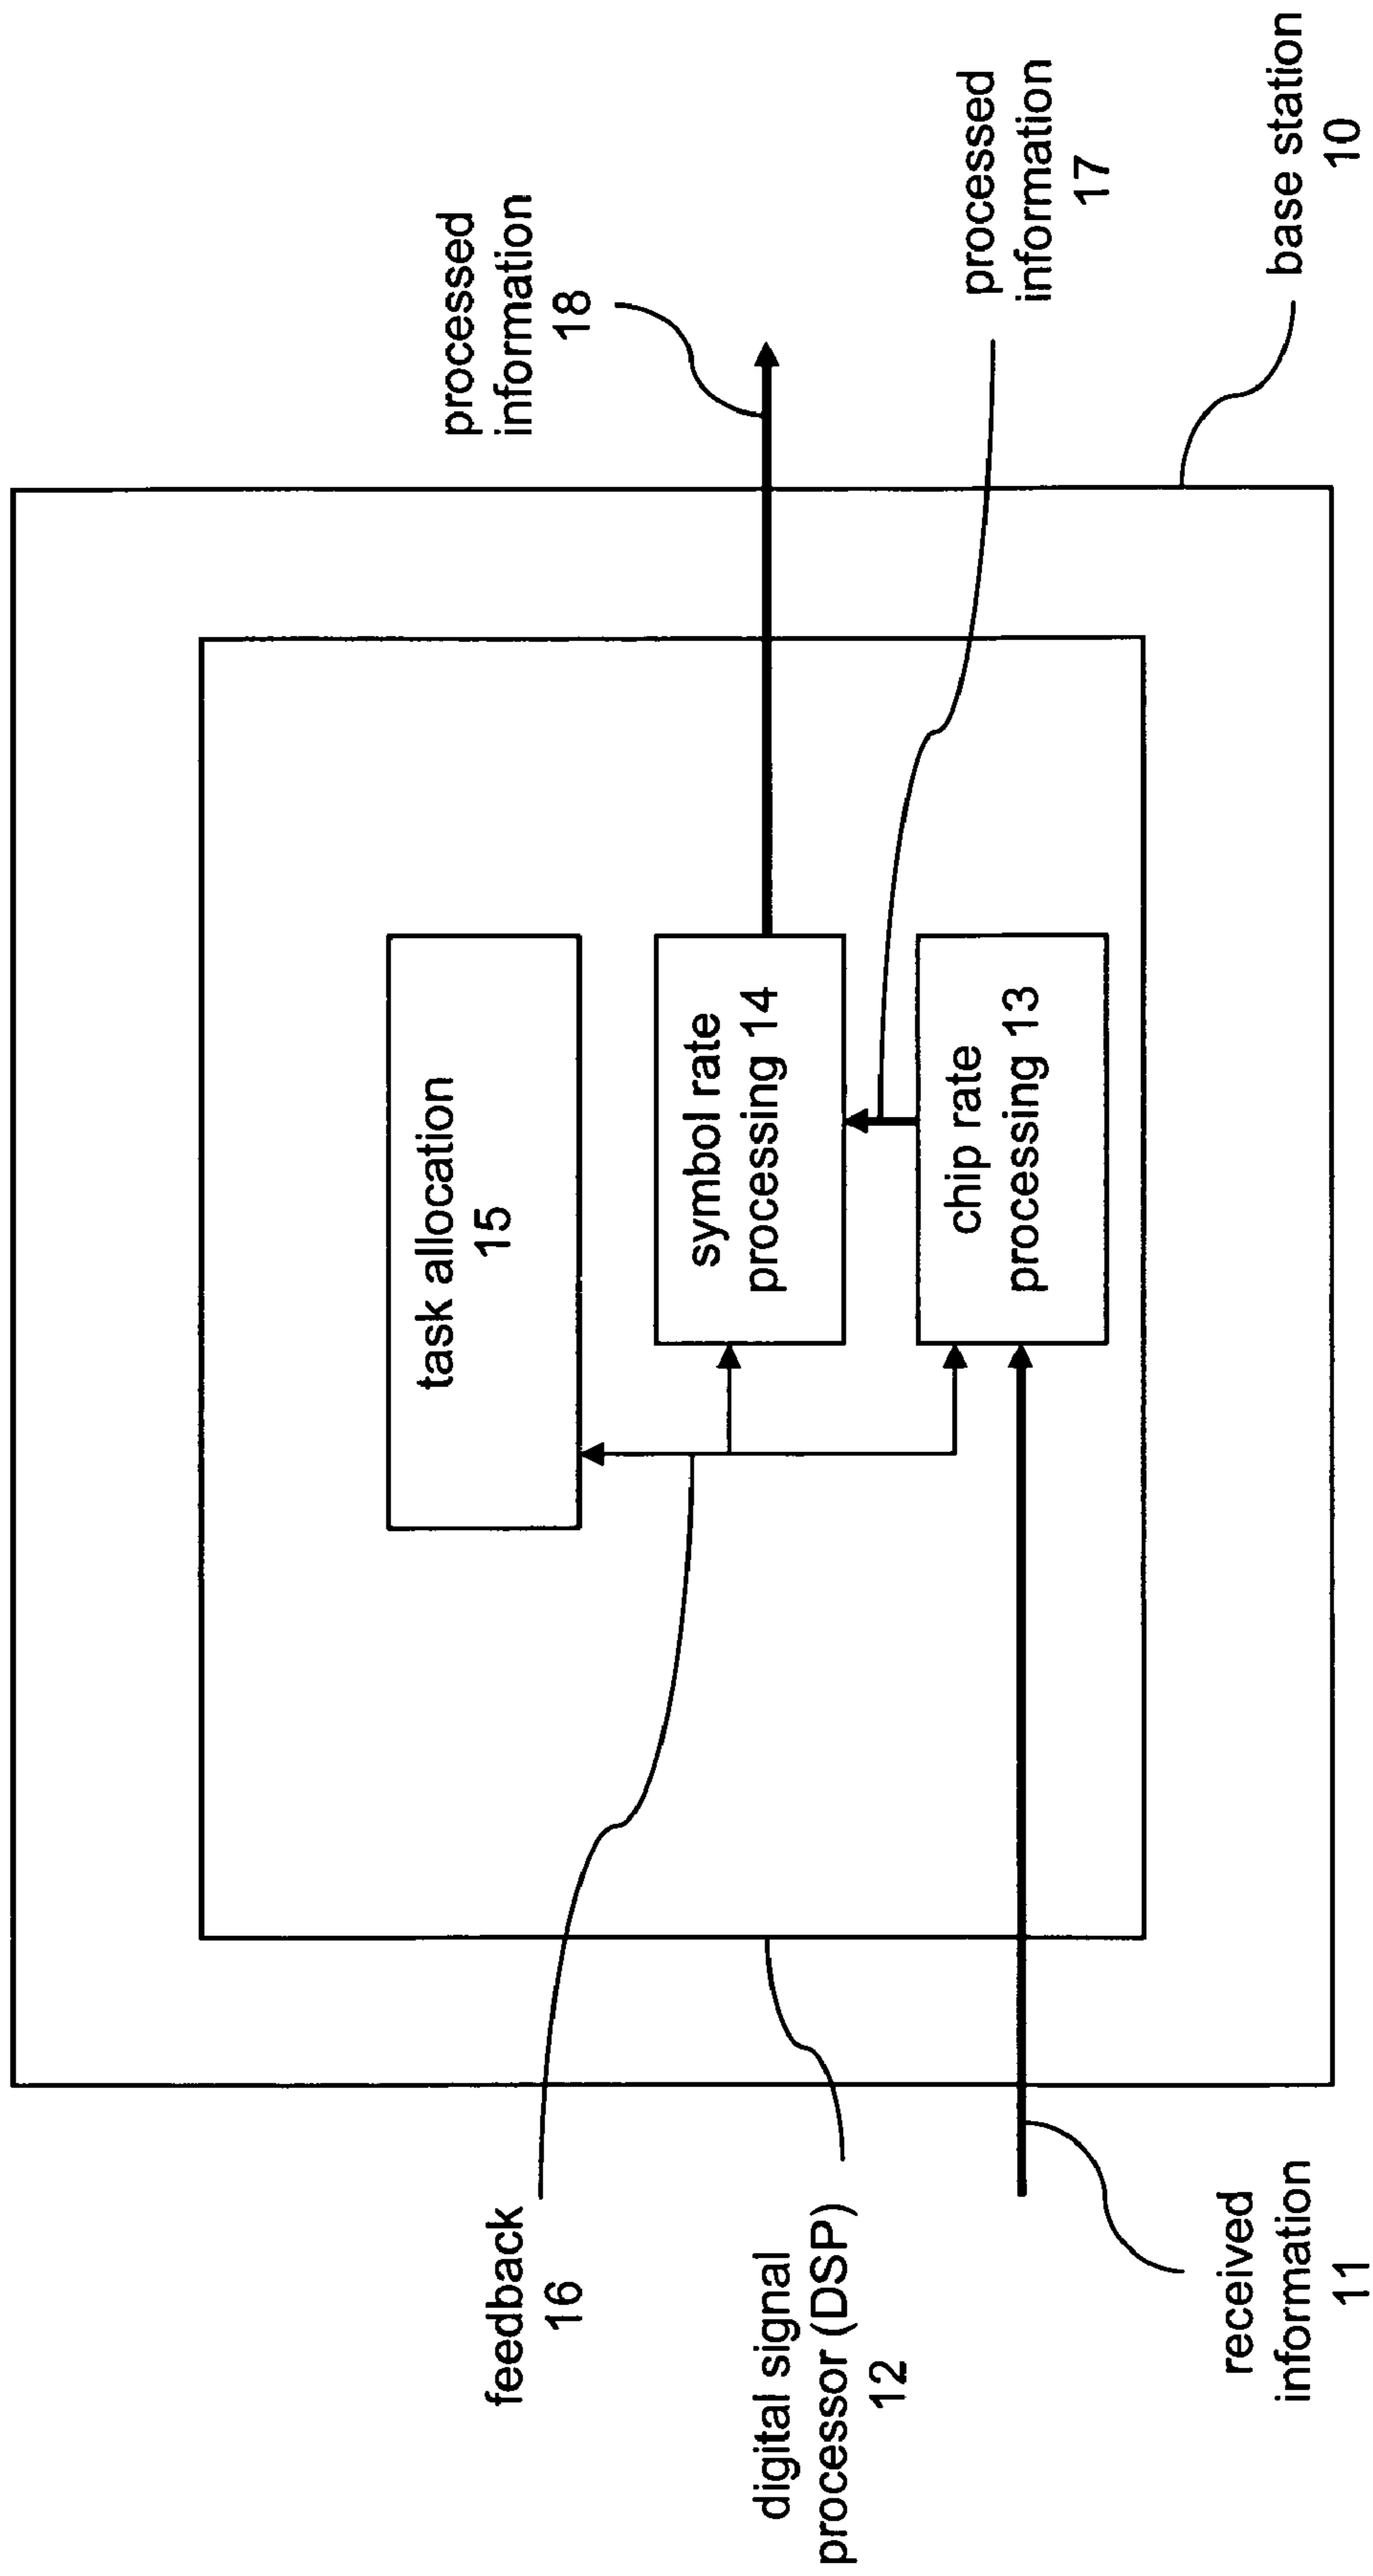 processed
information
18
processed
information
17
base station
10
task allocation
15
symbol rate
processing 14
chip rate
processing 13
feedback
16
digital signal
processor (DSP)
12
received
information
11